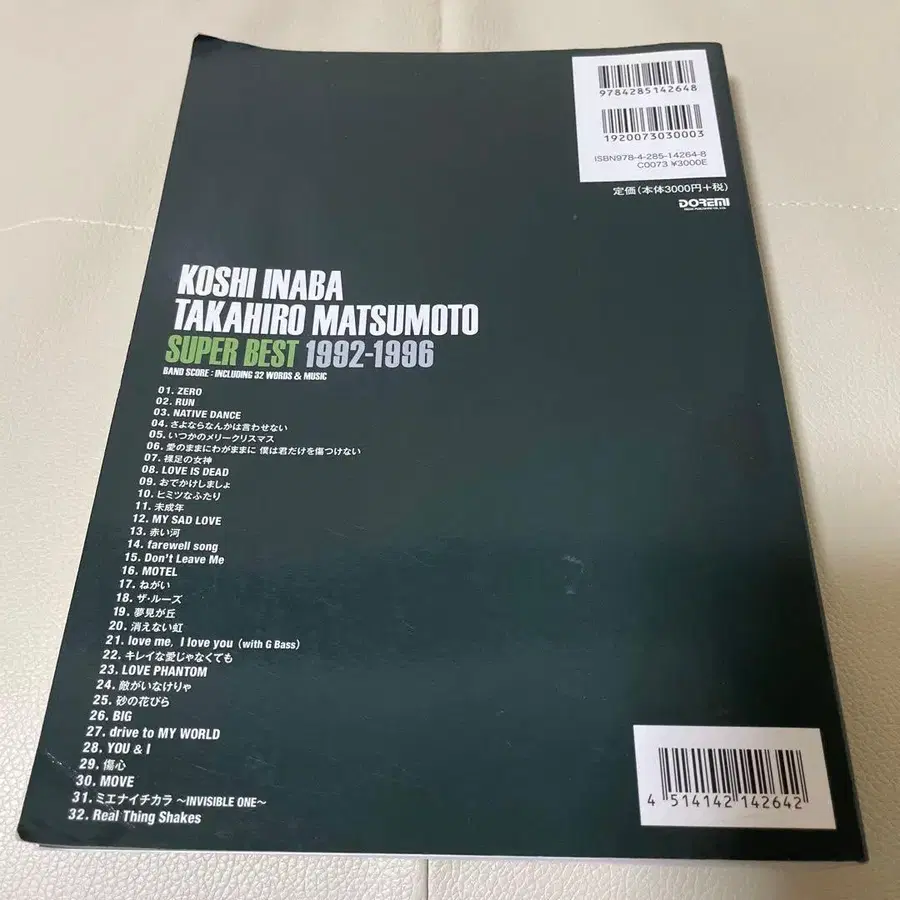 9784285142648
1920073030003
ISBN978-4-285-14264-8
C0073 ¥3000E
定価(本体3000円+税)
DOREMI
KOSHI INABA
TAKAHIRO MATSUMOTO
SUPER BEST 1992-1996
BAND SCORE : INCLUDING 32 WORDS & MUSIC
01. ZERO
02. RUN
03. NATIVE DANCE
04. さよならなんかは言わせない
05. いつかのメリークリスマス
06. 愛のままにわがままに 僕は君だけを傷つけない
07. 裸足の女神
08. LOVE IS DEAD
09. おでかけしましょ
10. ヒミツなふたり
11. 未成年
12. MY SAD LOVE
13. 赤い河
14. farewell song
15. Don't Leave Me
16. MOTEL
17. ねがい
18. ザ・ルーズ
19. 夢見が丘
20. 消えない虹
21. love me, I love you (with G Bass)
22. キレイな愛じゃなくても
23. LOVE PHANTOM
24. 敵がいなけりゃ
25. 砂の花びら
26. BIG
27. drive to MY WORLD
28. YOU & I
29. 傷心
30. MOVE
31. ミエナイチカラ 〜INVISIBLE ONE〜
32. Real Thing Shakes
4 514142 142642